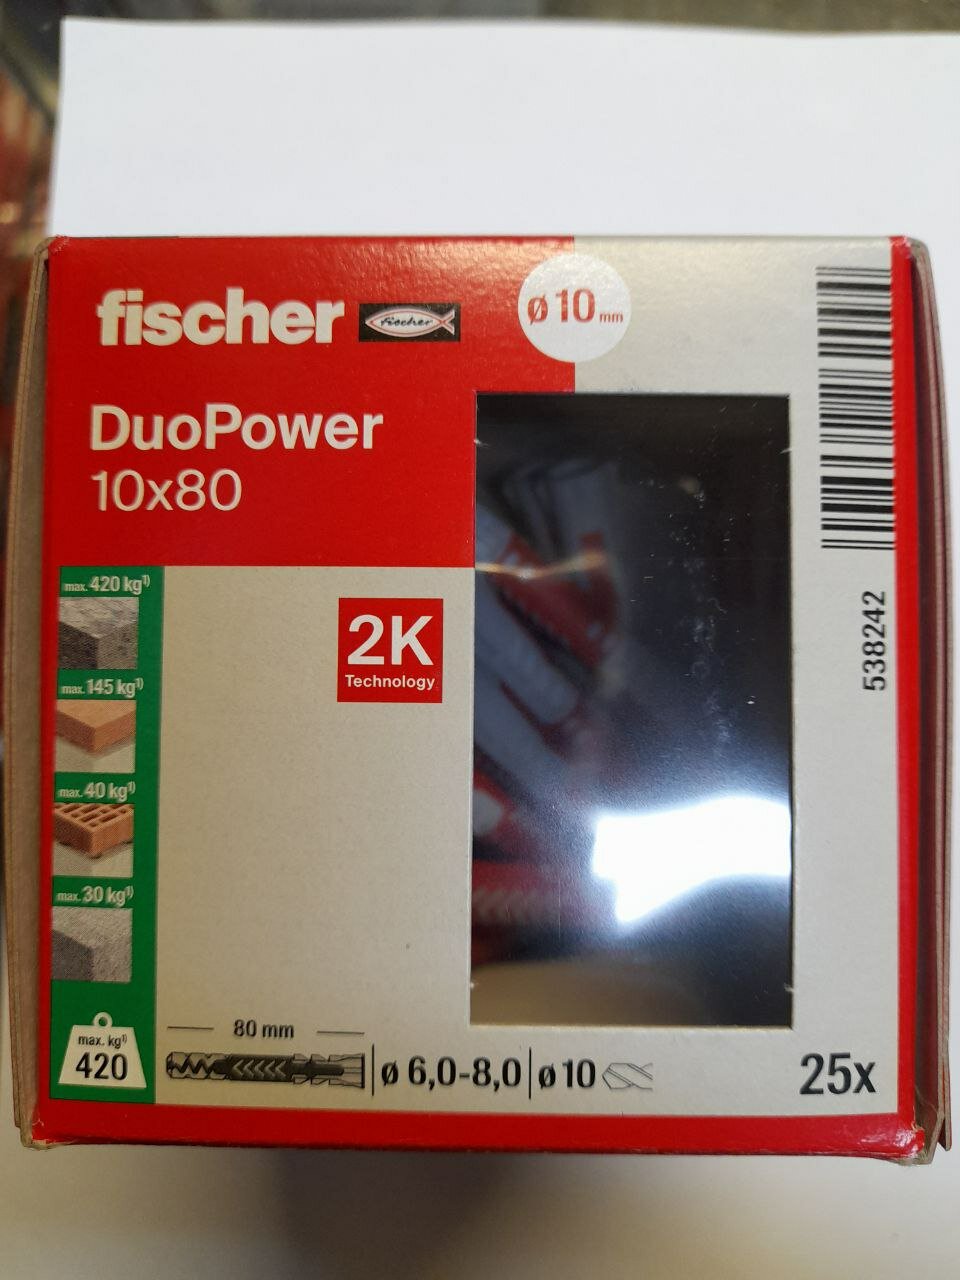 fischer fischer
ø 10 mm
DuoPower
10x80
max. 420 kg¹⁾
2K
Technology
max. 145 kg¹⁾
max. 40 kg¹⁾
max. 30 kg¹⁾
538242
max. kg¹⁾
420
80 mm
ø 6,0-8,0 ø 10
25x